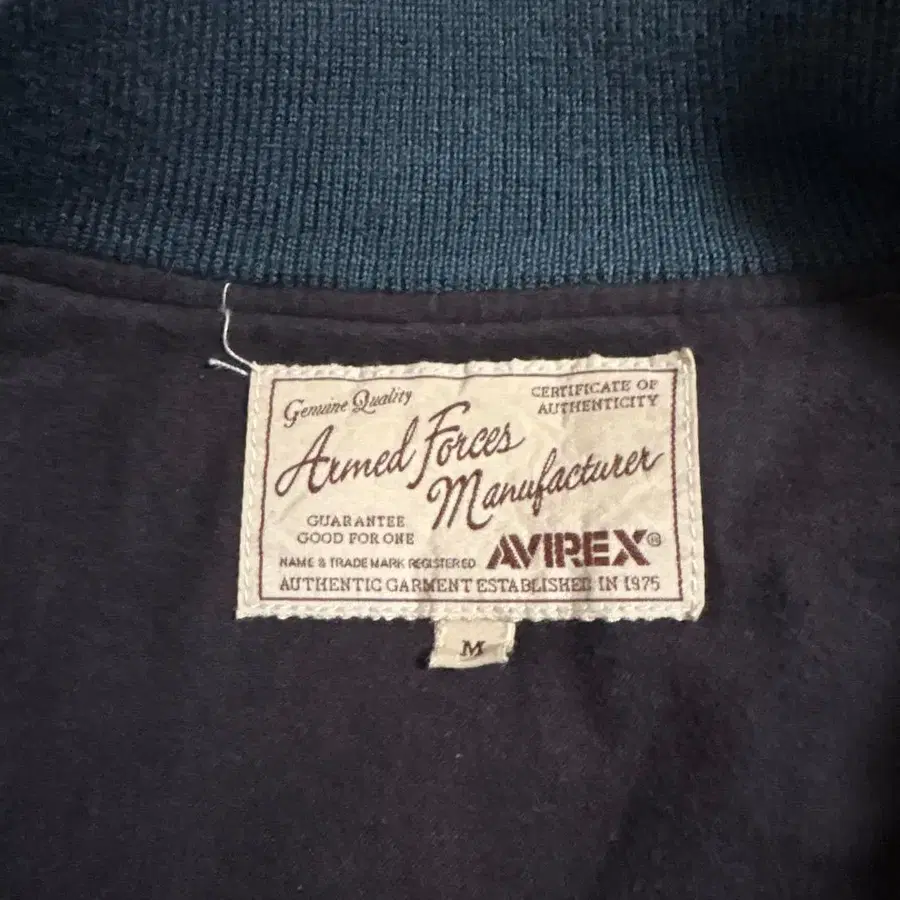 Genuine Quality
CERTIFICATE OF
AUTHENTICITY
Armed Forces
Manufacturer
GUARANTEE
GOOD FOR ONE
NAME & TRADE MARK REGISTERED
AVIREX®
AUTHENTIC GARMENT ESTABLISHED IN 1975
M